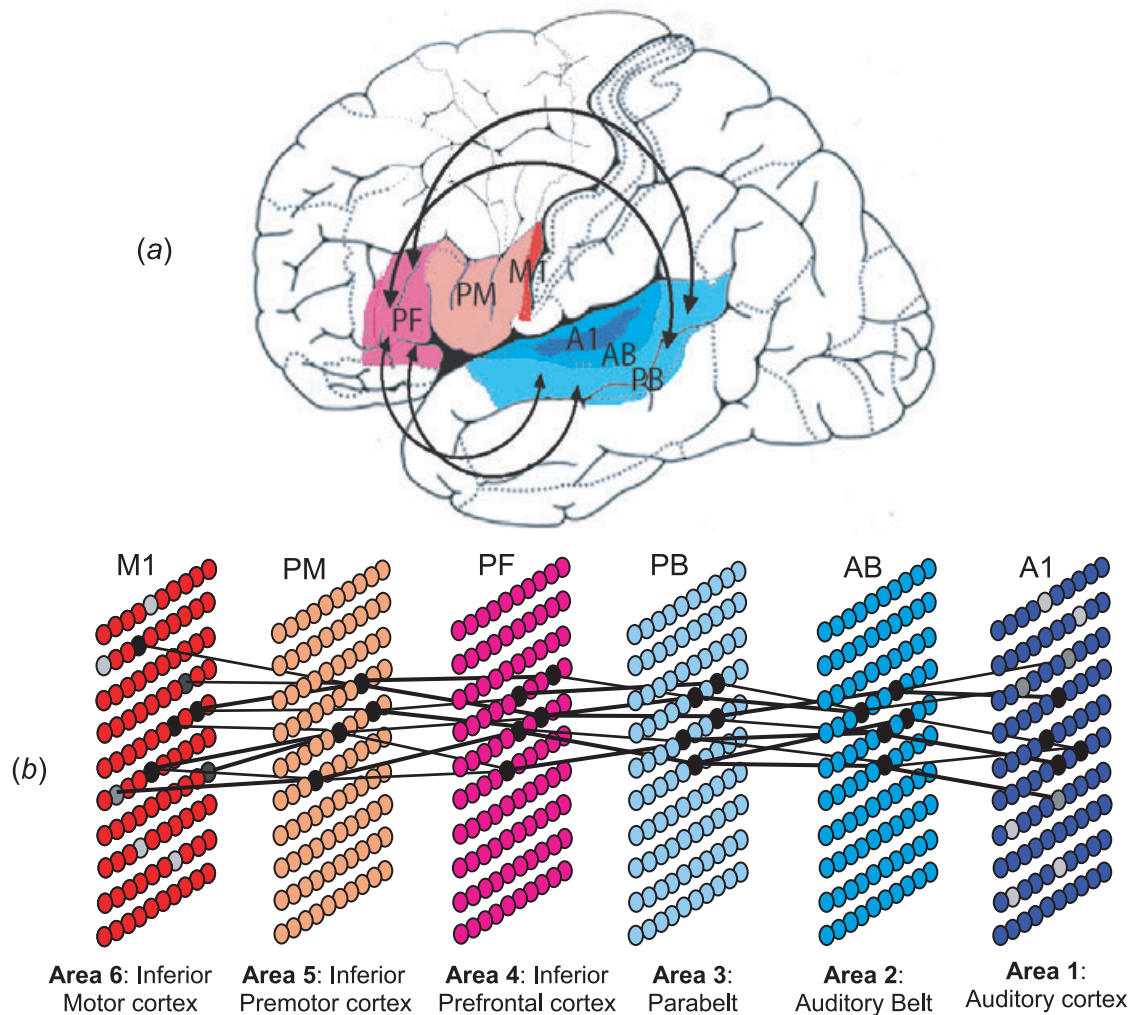 (a)
PF
PM
M1
A1
AB
PB
(b)
M1 PM PF PB AB A1
Area 6: Inferior Motor cortex
Area 5: Inferior Premotor cortex
Area 4: Inferior Prefrontal cortex
Area 3: Parabelt
Area 2: Auditory Belt
Area 1: Auditory cortex